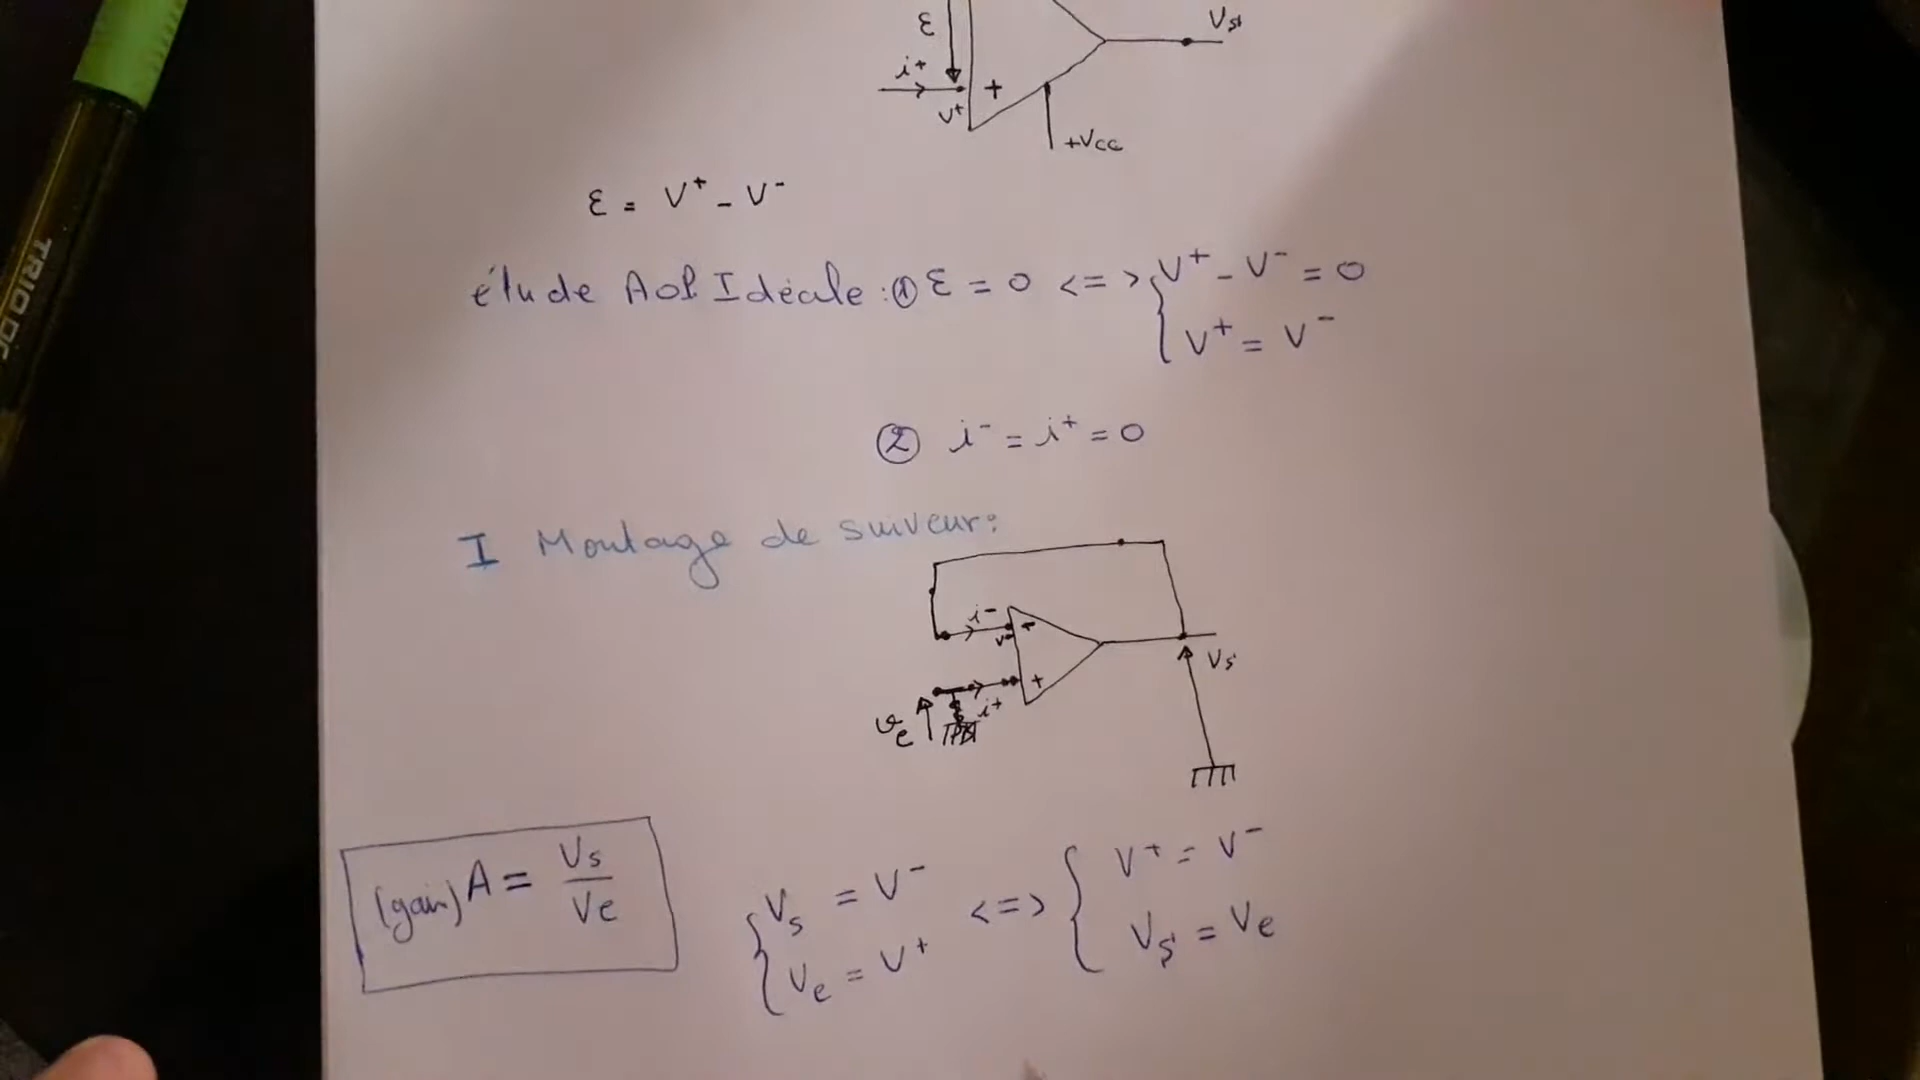 ε
Vs
i+
+
V+
+Vcc
ε = V+ - V-
étude AOP Idéale : ① ε = 0 <=> { V+ - V- = 0
V+ = V-
② i- = i+ = 0
I Montage de suiveur:
i-
V-
-
+
i+
Ve
Vs
(gain) A = Vs / Ve
{ Vs = V- <=> { V+ = V-
Ve = V+ Vs = Ve
TRIO